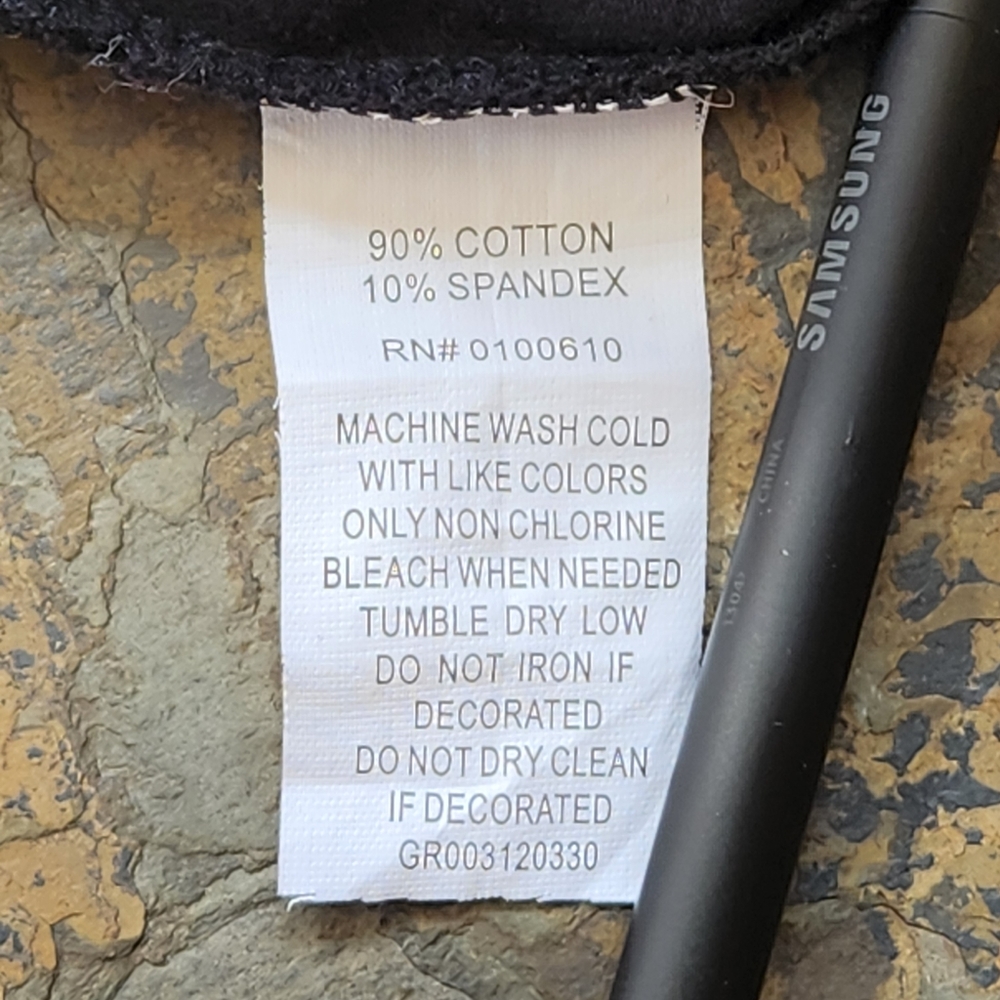 90% COTTON
10% SPANDEX
RN# 0100610
MACHINE WASH COLD
WITH LIKE COLORS
ONLY NON CHLORINE
BLEACH WHEN NEEDED
TUMBLE DRY LOW
DO NOT IRON IF
DECORATED
DO NOT DRY CLEAN
IF DECORATED
GR003120330
SAMSUNG
CHINA